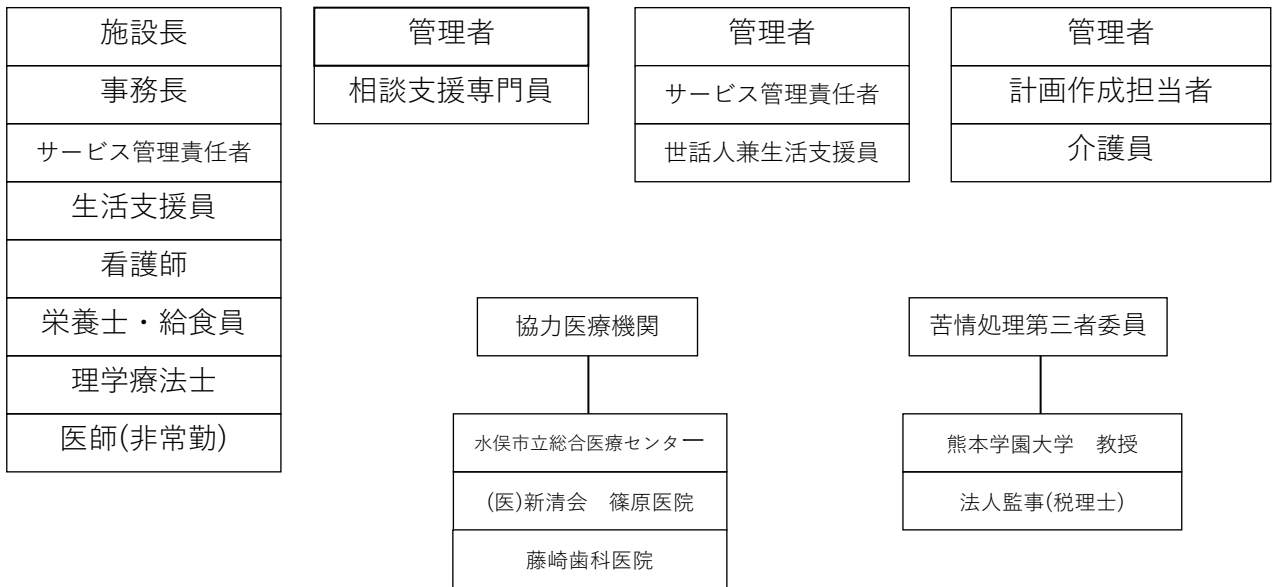 施設長
事務長
サービス管理責任者
生活支援員
看護師
栄養士・給食員
理学療法士
医師(非常勤)
管理者
相談支援専門員
管理者
サービス管理責任者
世話人兼生活支援員
管理者
計画作成担当者
介護員
協力医療機関
水俣市立総合医療センター
(医)新清会　篠原医院
藤崎歯科医院
苦情処理第三者委員
熊本学園大学　教授
法人監事(税理士)